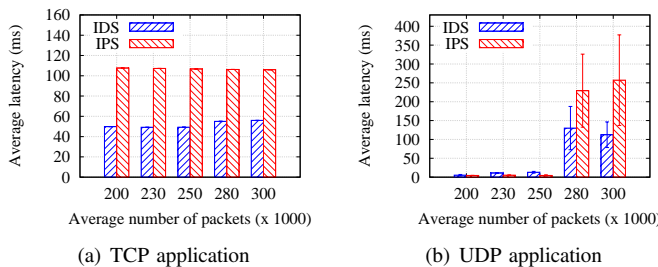 Average latency (ms)
160
140
120
100
80
60
40
20
0
IDS
IPS
200 230 250 280 300
Average number of packets (x 1000)
(a) TCP application
Average latency (ms)
400
350
300
250
200
150
100
50
0
IDS
IPS
200 230 250 280 300
Average number of packets (x 1000)
(b) UDP application